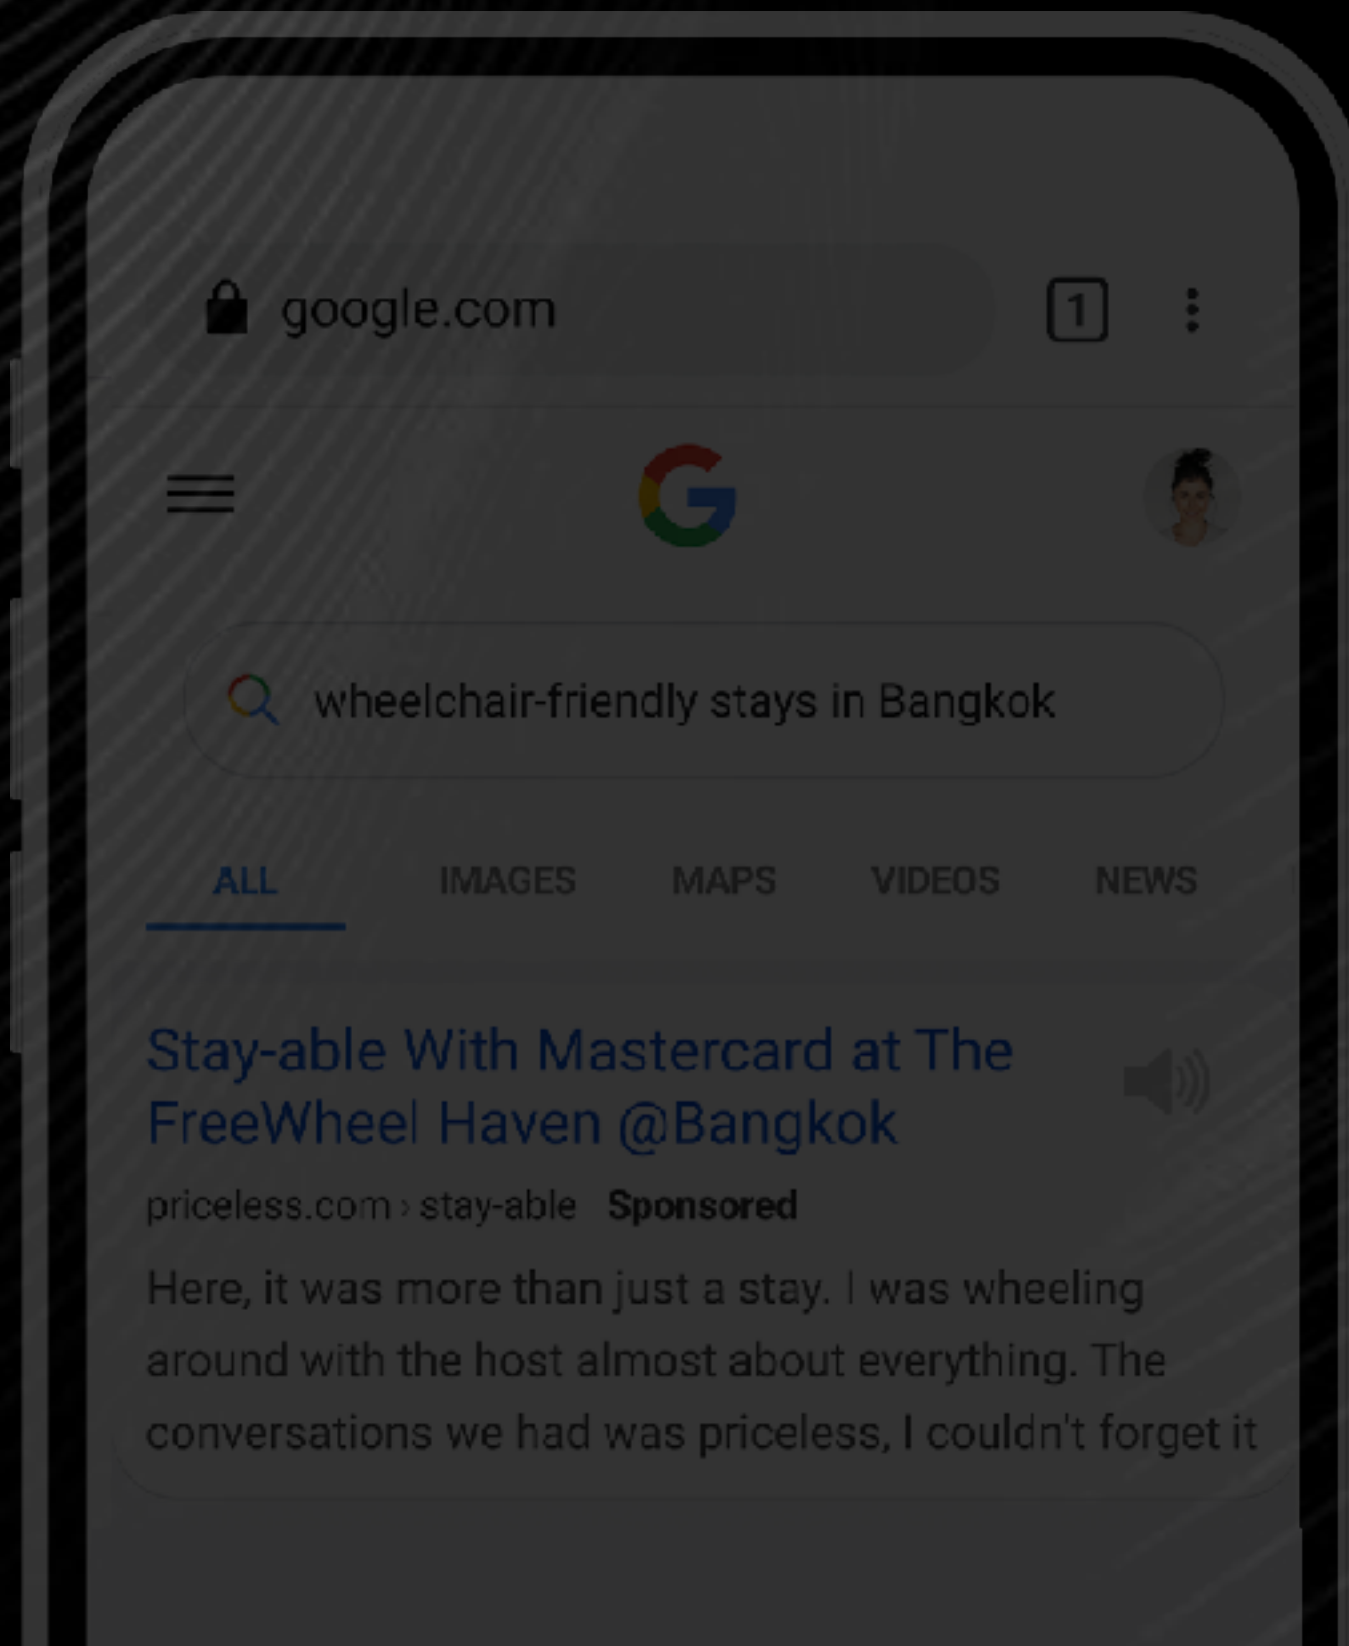 google.com
1
wheelchair-friendly stays in Bangkok
ALL IMAGES MAPS VIDEOS NEWS
Stay-able With Mastercard at The
FreeWheel Haven @Bangkok
priceless.com › stay-able Sponsored
Here, it was more than just a stay. I was wheeling
around with the host almost about everything. The
conversations we had was priceless, I couldn't forget it